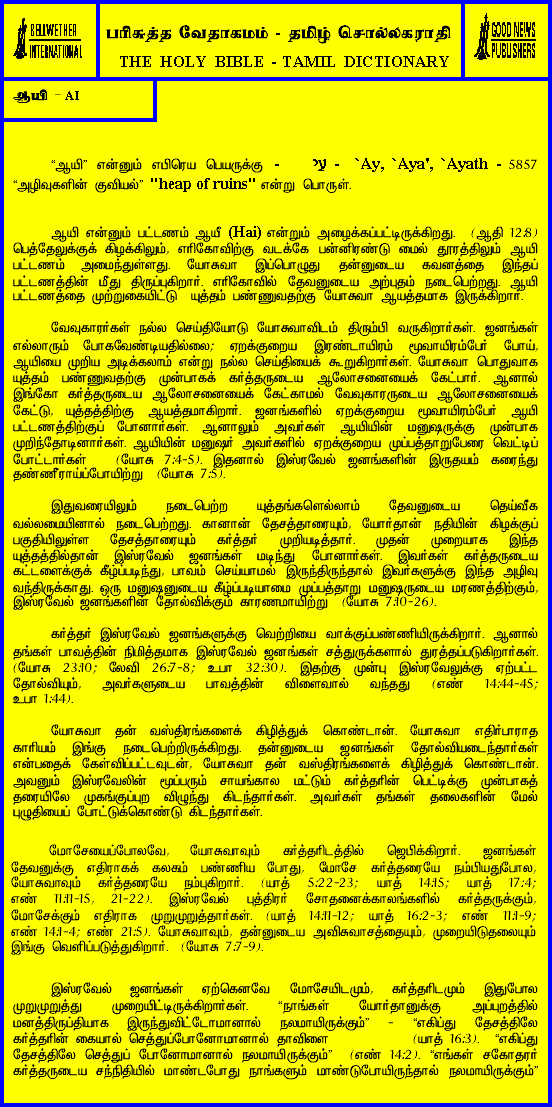 BELLWETHER
INTERNATIONAL
பரிசுத்த வேதாகமம் - தமிழ் சொல்லகராதி
THE HOLY BIBLE - TAMIL DICTIONARY
GOOD NEWS
PUBLISHERS
ஆயி – AI
“ஆயி” என்னும் எபிரெய பெயருக்கு - עי - `Ay, `Aya', `Ayath - 5857
“அழிவுகளின் குவியல்” "heap of ruins" என்று பொருள்.
ஆயி என்னும் பட்டணம் ஆயீ (Hai) என்றும் அழைக்கப்பட்டிருக்கிறது. (ஆதி 12:8)
பெத்தேலுக்குக் கிழக்கிலும், எரிகோவிற்கு வடக்கே பன்னிரண்டு மைல் தூரத்திலும் ஆயி
பட்டணம் அமைந்துள்ளது. யோசுவா இப்பொழுது தன்னுடைய கவனத்தை இந்தப்
பட்டணத்தின் மீது திருப்புகிறார். எரிகோவில் தேவனுடைய அற்புதம் நடைபெற்றது. ஆயி
பட்டணத்தை முற்றுகையிட்டு யுத்தம் பண்ணுவதற்கு யோசுவா ஆயத்தமாக இருக்கிறார்.
வேவுகாரர்கள் நல்ல செய்தியோடு யோசுவாவிடம் திரும்பி வருகிறார்கள். ஜனங்கள்
எல்லாரும் போகவேண்டியதில்லை; ஏறக்குறைய இரண்டாயிரம் மூவாயிரம்பேர் போய்,
ஆயியை முறிய அடிக்கலாம் என்று நல்ல செய்தியைக் கூறுகிறார்கள். யோசுவா பொதுவாக
யுத்தம் பண்ணுவதற்கு முன்பாகக் கர்த்தருடைய ஆலோசனையைக் கேட்பார். ஆனால்
இங்கோ கர்த்தருடைய ஆலோசனையைக் கேட்காமல் வேவுகாரருடைய ஆலோசனையைக்
கேட்டு, யுத்தத்திற்கு ஆயத்தமாகிறார். ஜனங்களில் ஏறக்குறைய மூவாயிரம்பேர் ஆயி
பட்டணத்திற்குப் போனார்கள். ஆனாலும் அவர்கள் ஆயியின் மனுஷருக்கு முன்பாக
முறிந்தோடினார்கள். ஆயியின் மனுஷர் அவர்களில் ஏறக்குறைய முப்பத்தாறுபேரை வெட்டிப்
போட்டார்கள் (யோசு 7:4-5). இதனால் இஸ்ரவேல் ஜனங்களின் இருதயம் கரைந்து
தண்ணீராய்ப்போயிற்று (யோசு 7:5).
இதுவரையிலும் நடைபெற்ற யுத்தங்களெல்லாம் தேவனுடைய தெய்வீக
வல்லமையினால் நடைபெற்றது. கானான் தேசத்தாரையும், யோர்தான் நதியின் கிழக்குப்
பகுதியிலுள்ள தேசத்தாரையும் கர்த்தர் முறியடித்தார். முதன் முறையாக இந்த
யுத்தத்தில்தான் இஸ்ரவேல் ஜனங்கள் மடிந்து போனார்கள். இவர்கள் கர்த்தருடைய
கட்டளைக்குக் கீழ்ப்படிந்து, பாவம் செய்யாமல் இருந்திருந்தால் இவர்களுக்கு இந்த அழிவு
வந்திருக்காது. ஒரு மனுஷனுடைய கீழ்ப்படியாமை முப்பத்தாறு மனுஷருடைய மரணத்திற்கும்,
இஸ்ரவேல் ஜனங்களின் தோல்விக்கும் காரணமாயிற்று (யோசு 7:10-26).
கர்த்தர் இஸ்ரவேல் ஜனங்களுக்கு வெற்றியை வாக்குப்பண்ணியிருக்கிறார். ஆனால்
தங்கள் பாவத்தின் நிமித்தமாக இஸ்ரவேல் ஜனங்கள் சத்துருக்களால் துரத்தப்படுகிறார்கள்.
(யோசு 23:10; லேவி 26:7-8; உபா 32:30). இதற்கு முன்பு இஸ்ரவேலுக்கு ஏற்பட்ட
தோல்வியும், அவர்களுடைய பாவத்தின் விளைவால் வந்தது (எண் 14:44-45;
உபா 1:44).
யோசுவா தன் வஸ்திரங்களைக் கிழித்துக் கொண்டான். யோசுவா எதிர்பாராத
காரியம் இங்கு நடைபெற்றிருக்கிறது. தன்னுடைய ஜனங்கள் தோல்வியடைந்தார்கள்
என்பதைக் கேள்விப்பட்டவுடன், யோசுவா தன் வஸ்திரங்களைக் கிழித்துக் கொண்டான்.
அவனும் இஸ்ரவேலின் மூப்பரும் சாயங்கால மட்டும் கர்த்தரின் பெட்டிக்கு முன்பாகத்
தரையிலே முகங்குப்புற விழுந்து கிடந்தார்கள். அவர்கள் தங்கள் தலைகளின் மேல்
புழுதியைப் போட்டுக்கொண்டு கிடந்தார்கள்.
மோசேயைப்போலவே, யோசுவாவும் கர்த்தரிடத்தில் ஜெபிக்கிறார். ஜனங்கள்
தேவனுக்கு எதிராகக் கலகம் பண்ணிய போது, மோசே கர்த்தரையே நம்பியதுபோல,
யோசுவாவும் கர்த்தரையே நம்புகிறார். (யாத் 5:22-23; யாத் 14:15; யாத் 17:4;
எண் 11:11-15, 21-22). இஸ்ரவேல் புத்திரர் சோதனைக்காலங்களில் கர்த்தருக்கும்,
மோசேக்கும் எதிராக முறுமுறுத்தார்கள். (யாத் 14:11-12; யாத் 16:2-3; எண் 11:1-9;
எண் 14:1-4; எண் 21:5). யோசுவாவும், தன்னுடைய அவிசுவாசத்தையும், முறையிடுதலையும்
இங்கு வெளிப்படுத்துகிறார். (யோசு 7:7-9).
இஸ்ரவேல் ஜனங்கள் ஏற்கெனவே மோசேயிடமும், கர்த்தரிடமும் இதுபோல
முறுமுறுத்து முறையிட்டிருக்கிறார்கள். “நாங்கள் யோர்தானுக்கு அப்புறத்தில்
மனத்திருப்தியாக இருந்துவிட்டோமானால் நலமாயிருக்கும்” - “எகிப்து தேசத்திலே
கர்த்தரின் கையால் செத்துப்போனோமானால் தாவிளை (யாத் 16:3). “எகிப்து
தேசத்திலே செத்துப் போனோமானால் நலமாயிருக்கும்” (எண் 14:2). “எங்கள் சகோதரர்
கர்த்தருடைய சந்நிதியில் மாண்டபோது நாங்களும் மாண்டுபோயிருந்தால் நலமாயிருக்கும்”